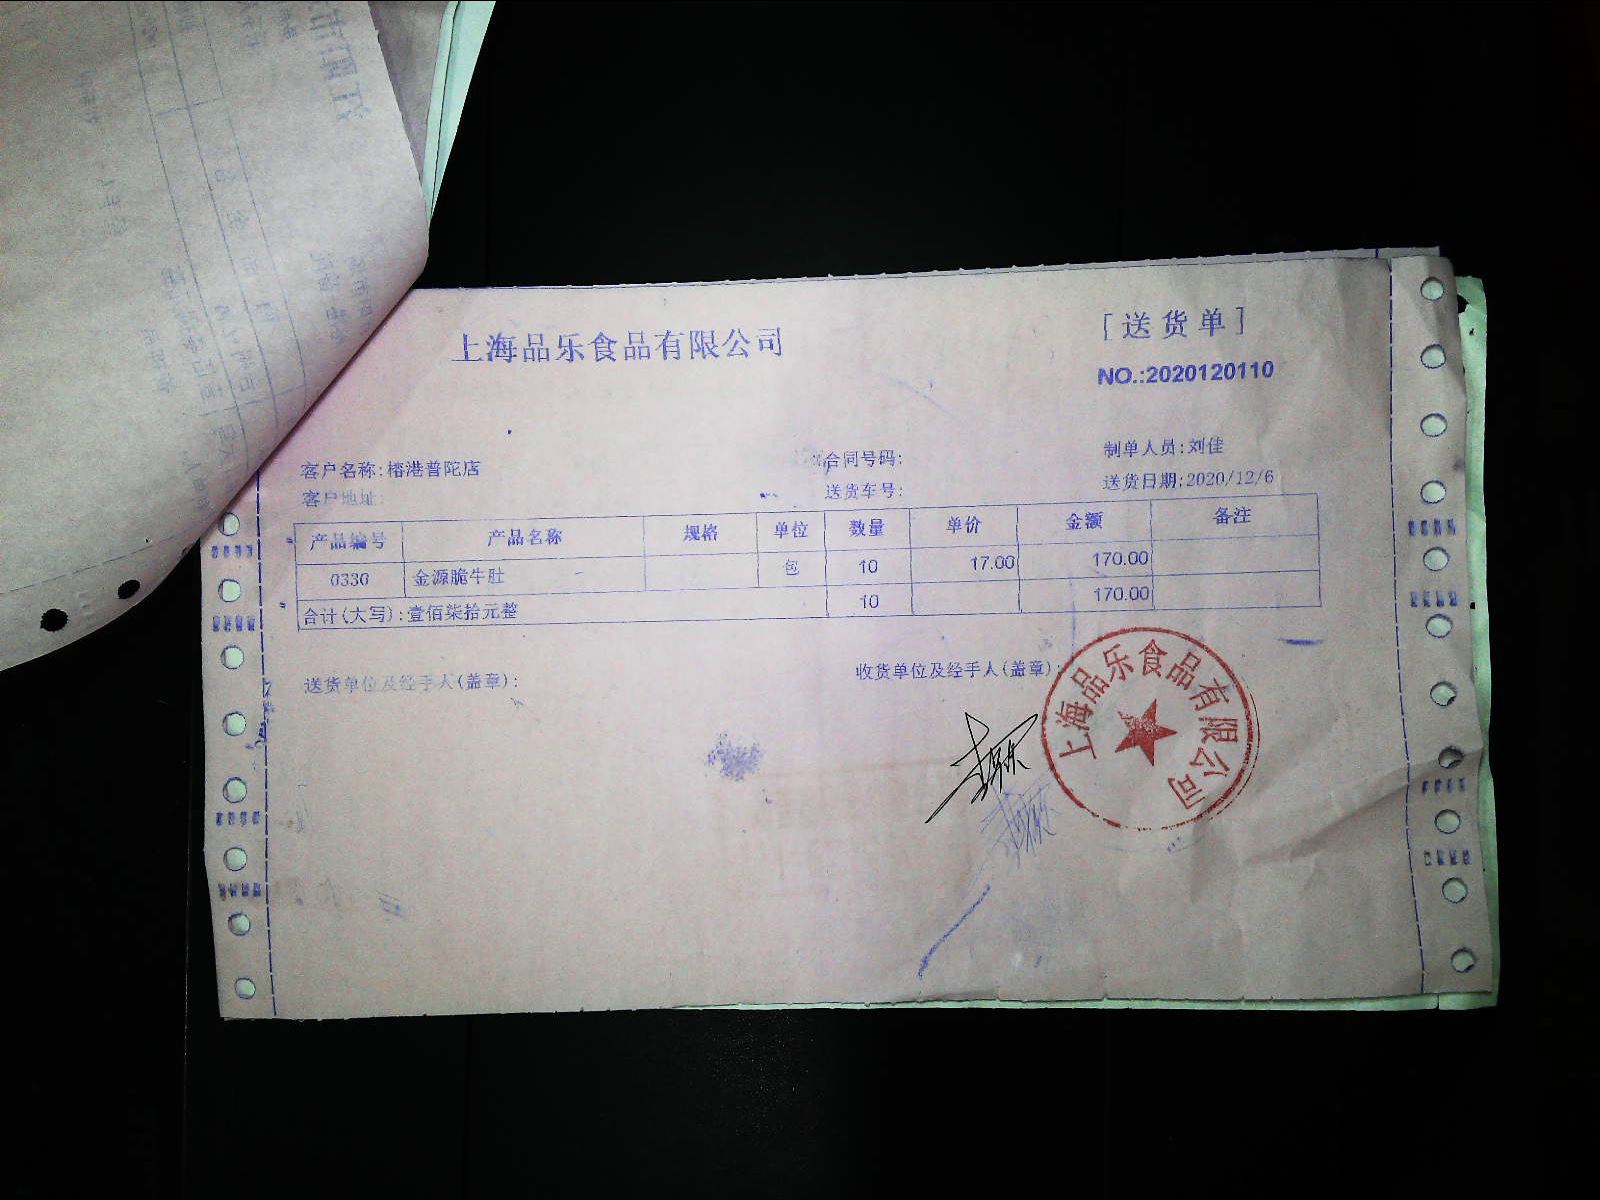 上海品乐食品有限公司
[送货单]
NO.:2020120110
客户名称:榕港普陀店
合同号码:
制单人员:刘佳
客户地址:
送货车号:
送货日期:2020/12/6
产品编号 产品名称 规格 单位 数量 单价 金额 备注
0330 金源脆牛肚 包 10 17.00 170.00
合计(大写):壹佰柒拾元整 10 170.00
送货单位及经手人(盖章):
收货单位及经手人(盖章):
上海品乐食品有限公司